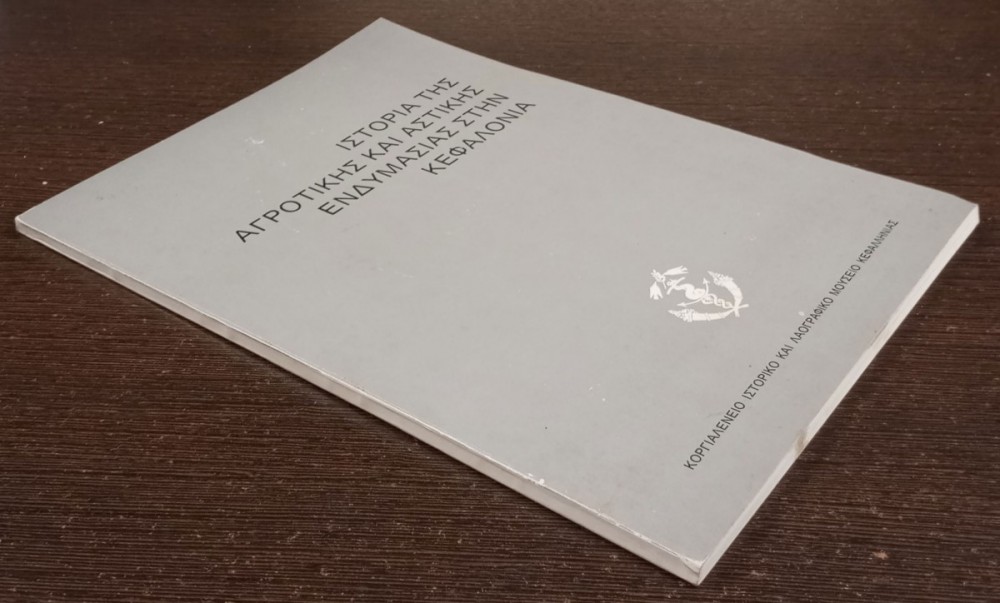 ΙΣΤΟΡΙΑ ΤΗΣ
ΑΓΡΟΤΙΚΗΣ ΚΑΙ ΑΣΤΙΚΗΣ
ΕΝΔΥΜΑΣΙΑΣ ΣΤΗΝ
ΚΕΦΑΛΟΝΙΑ
ΚΟΡΓΙΑΛΕΝΕΙΟ ΙΣΤΟΡΙΚΟ ΚΑΙ ΛΑΟΓΡΑΦΙΚΟ ΜΟΥΣΕΙΟ ΚΕΦΑΛΛΗΝΙΑΣ